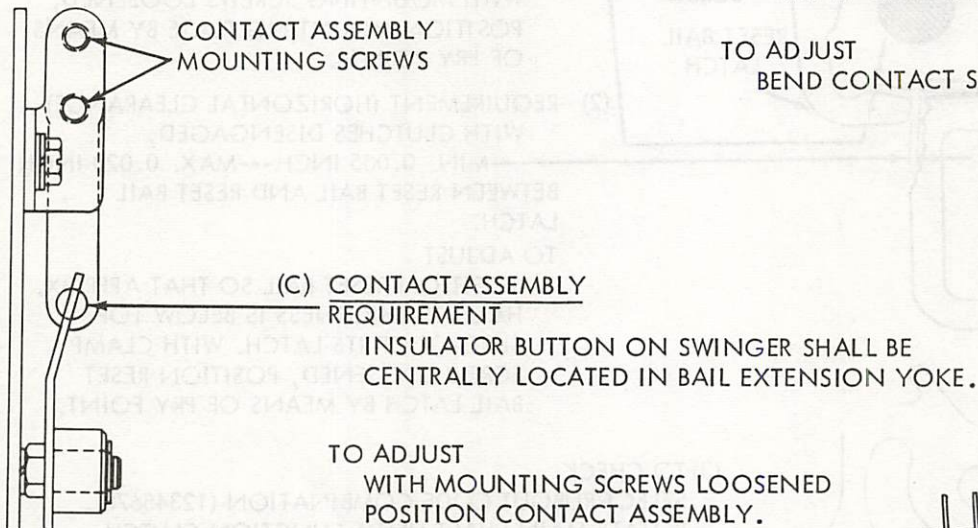 CONTACT ASSEMBLY
MOUNTING SCREWS
TO ADJUST
BEND CONTACT S
(C) CONTACT ASSEMBLY
REQUIREMENT
INSULATOR BUTTON ON SWINGER SHALL BE
CENTRALLY LOCATED IN BAIL EXTENSION YOKE.
TO ADJUST
WITH MOUNTING SCREWS LOOSENED
POSITION CONTACT ASSEMBLY.